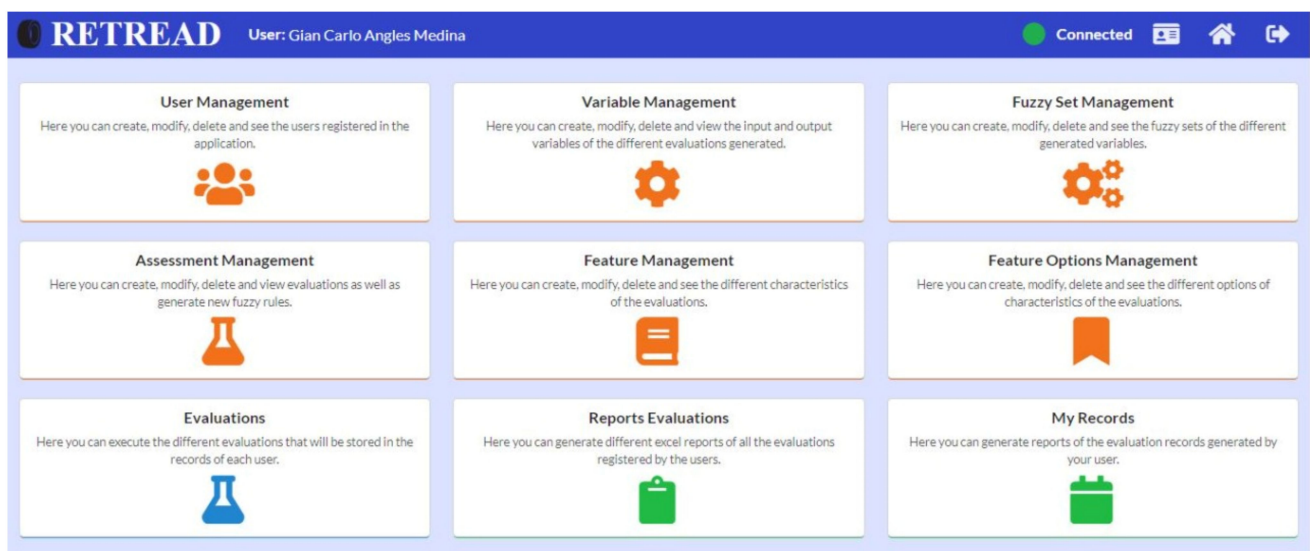 RETREAD User: Gian Carlo Angles Medina Connected
User Management
Here you can create, modify, delete and see the users registered in the
application.
Variable Management
Here you can create, modify, delete and view the input and output
variables of the different evaluations generated.
Fuzzy Set Management
Here you can create, modify, delete and see the fuzzy sets of the different
generated variables.
Assessment Management
Here you can create, modify, delete and view evaluations as well as
generate new fuzzy rules.
Feature Management
Here you can create, modify, delete and see the different characteristics
of the evaluations.
Feature Options Management
Here you can create, modify, delete and see the different options of
characteristics of the evaluations.
Evaluations
Here you can execute the different evaluations that will be stored in the
records of each user.
Reports Evaluations
Here you can generate different excel reports of all the evaluations
registered by the users.
My Records
Here you can generate reports of the evaluation records generated by
your user.